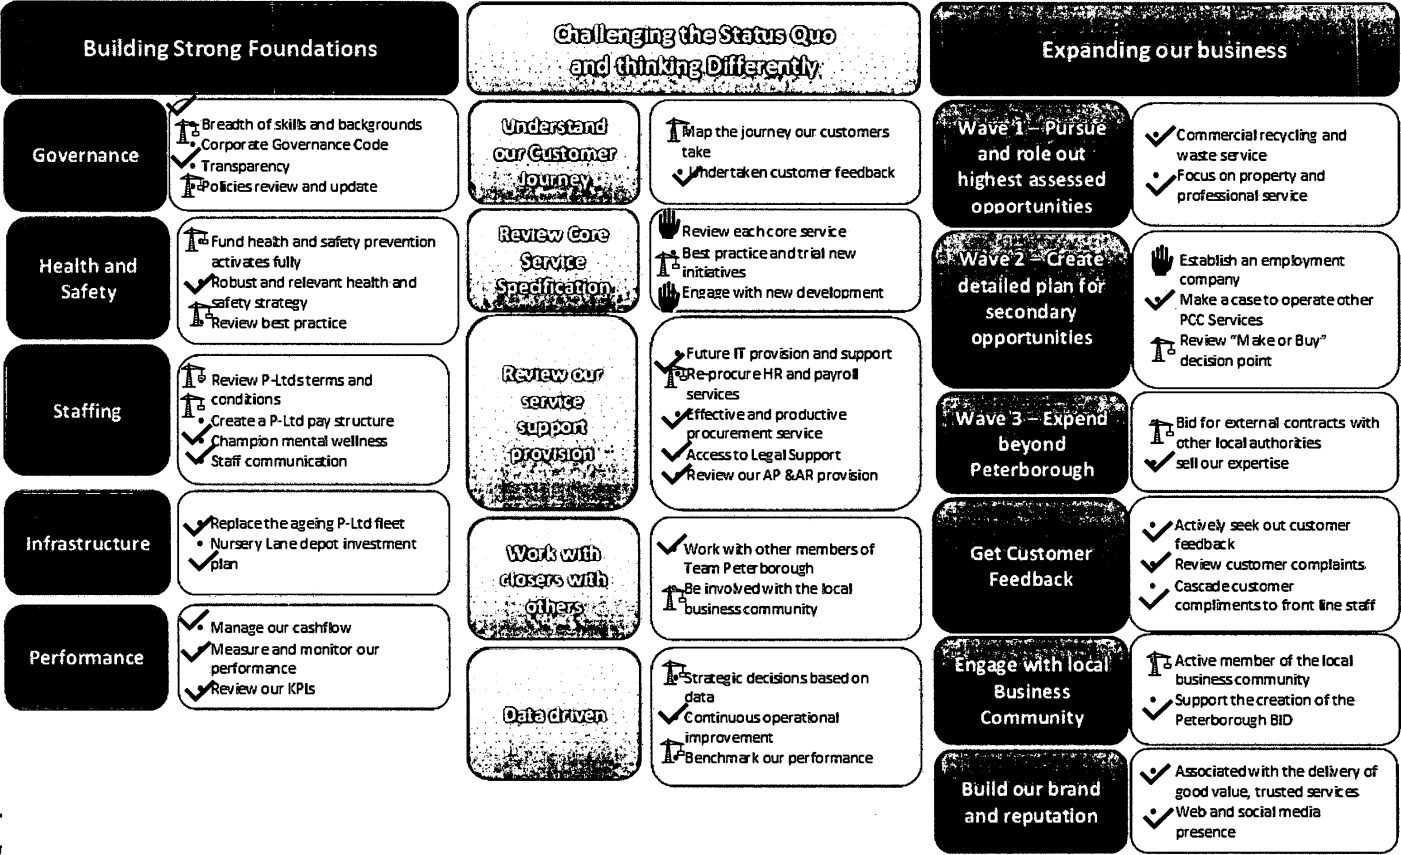 Building Strong Foundations
Governance
Breadth of skills and backgrounds
Corporate Governance Code
Transparency
Policies review and update
Health and
Safety
Fund health and safety prevention
activates fully
Robust and relevant health and
safety strategy
Review best practice
Staffing
Review P-Ltds terms and
conditions
Create a P-Ltd pay structure
Champion mental wellness
Staff communication
Infrastructure
Replace the ageing P-Ltd fleet
Nursery Lane depot investment
plan
Performance
Manage our cashflow
Measure and monitor our
performance
Review our KPIs
Challenging the Status Quo
and thinking Differently
Understand
our Customer
Journey
Map the journey our customers
take
Undertaken customer feedback
Review Core
Service
Specification
Review each core service
Best practice and trial new
initiatives
Engage with new development
Review our
service
support
provision
Future IT provision and support
Re-procure HR and payroll
services
Effective and productive
procurement service
Access to Legal Support
Review our AP &AR provision
Work with
closers with
others
Work with other members of
Team Peterborough
Be involved with the local
business community
Data driven
Strategic decisions based on
data
Continuous operational
improvement
Benchmark our performance
Expanding our business
Wave 1 – Pursue
and role out
highest assessed
opportunities
Commercial recycling and
waste service
Focus on property and
professional service
Wave 2 – Create
detailed plan for
secondary
opportunities
Establish an employment
company
Make a case to operate other
PCC Services
Review "Make or Buy"
decision point
Wave 3 – Expend
beyond
Peterborough
Bid for external contracts with
other local authorities
sell our expertise
Get Customer
Feedback
Actively seek out customer
feedback
Review customer complaints
Cascade customer
compliments to front line staff
Engage with local
Business
Community
Active member of the local
business community
Support the creation of the
Peterborough BID
Build our brand
and reputation
Associated with the delivery of
good value, trusted services
Web and social media
presence